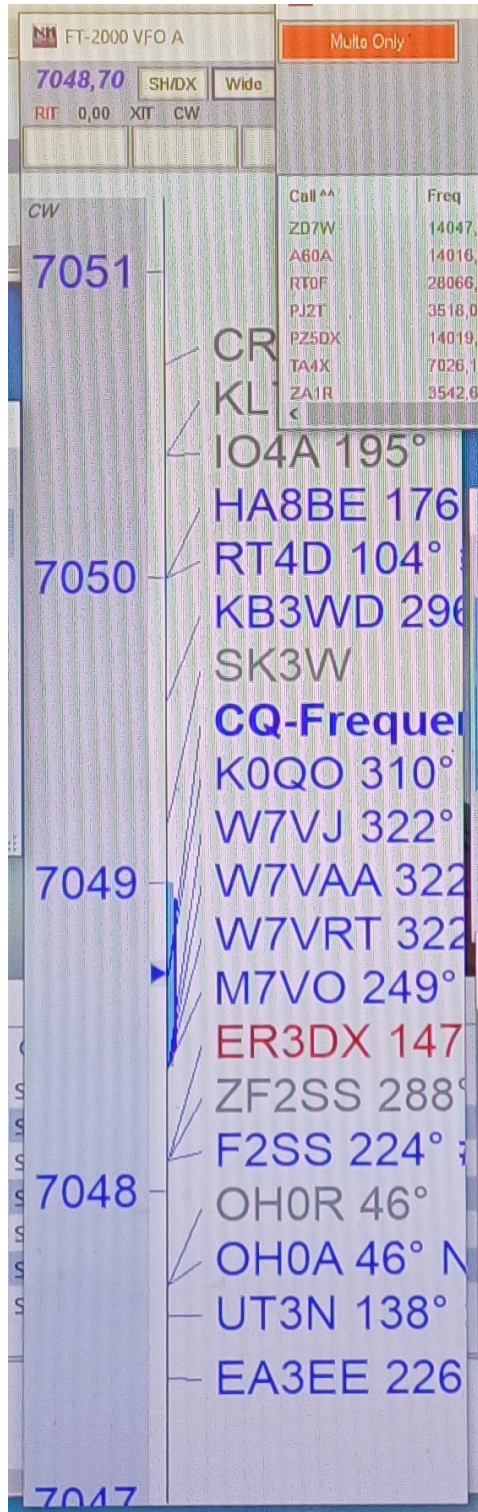 FT-2000 VFO A
7048,70 SH/DX Wide
RIT 0,00 XIT CW
Multo Only
Call ^^ Freq
ZD7W 14047,
A60A 14016,
RT0F 28066,
PJ2T 3518,0
PZ5DX 14019,
TA4X 7026,1
ZA1R 3542,6
<
CW
7051
CR
KL
IO4A 195°
HA8BE 176
7050
RT4D 104°
KB3WD 296
SK3W
CQ-Frequen
K0QO 310°
W7VJ 322°
7049
W7VAA 322
W7VRT 322
M7VO 249°
ER3DX 147
ZF2SS 288°
F2SS 224° #
7048
OH0R 46°
OH0A 46° N
UT3N 138°
EA3EE 226
7047